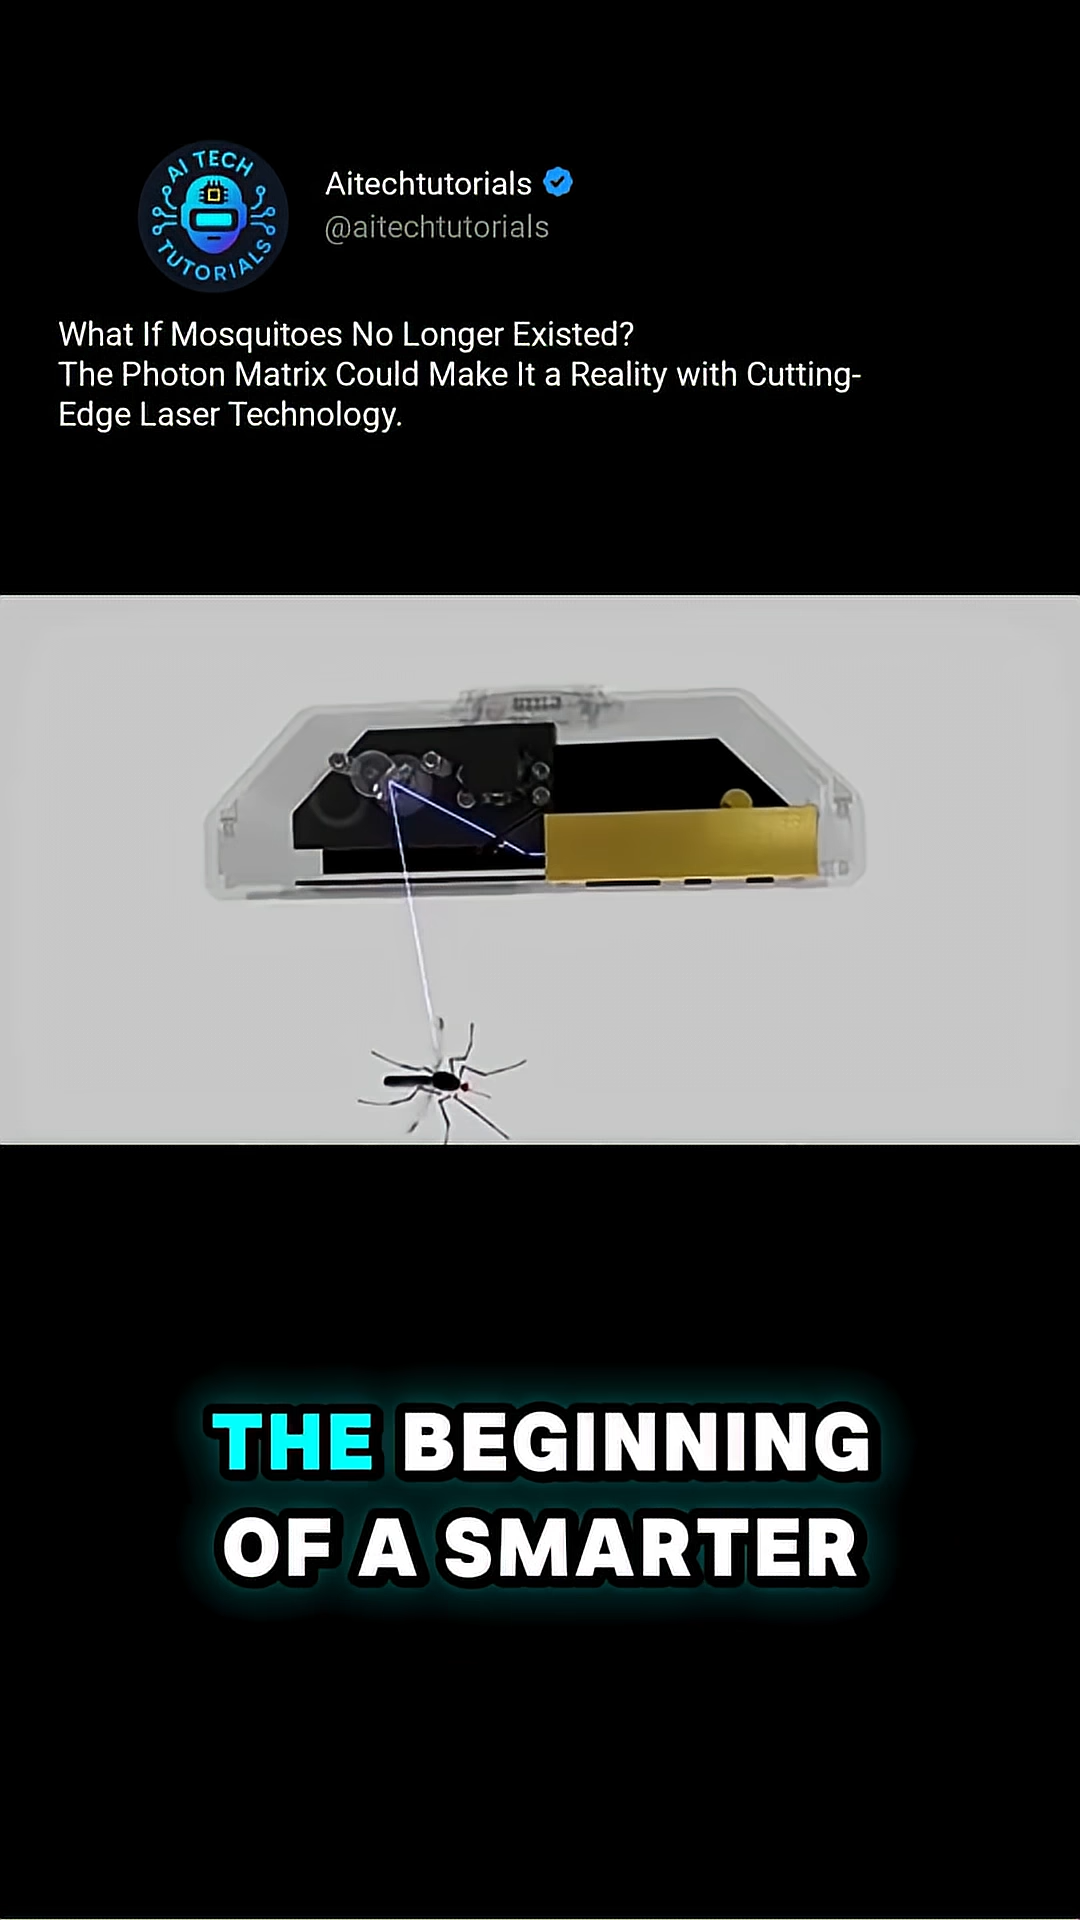 AI TECH
TUTORIALS
Aitechtutorials
@aitechtutorials
What If Mosquitoes No Longer Existed?
The Photon Matrix Could Make It a Reality with Cutting-
Edge Laser Technology.
THE BEGINNING
OF A SMARTER